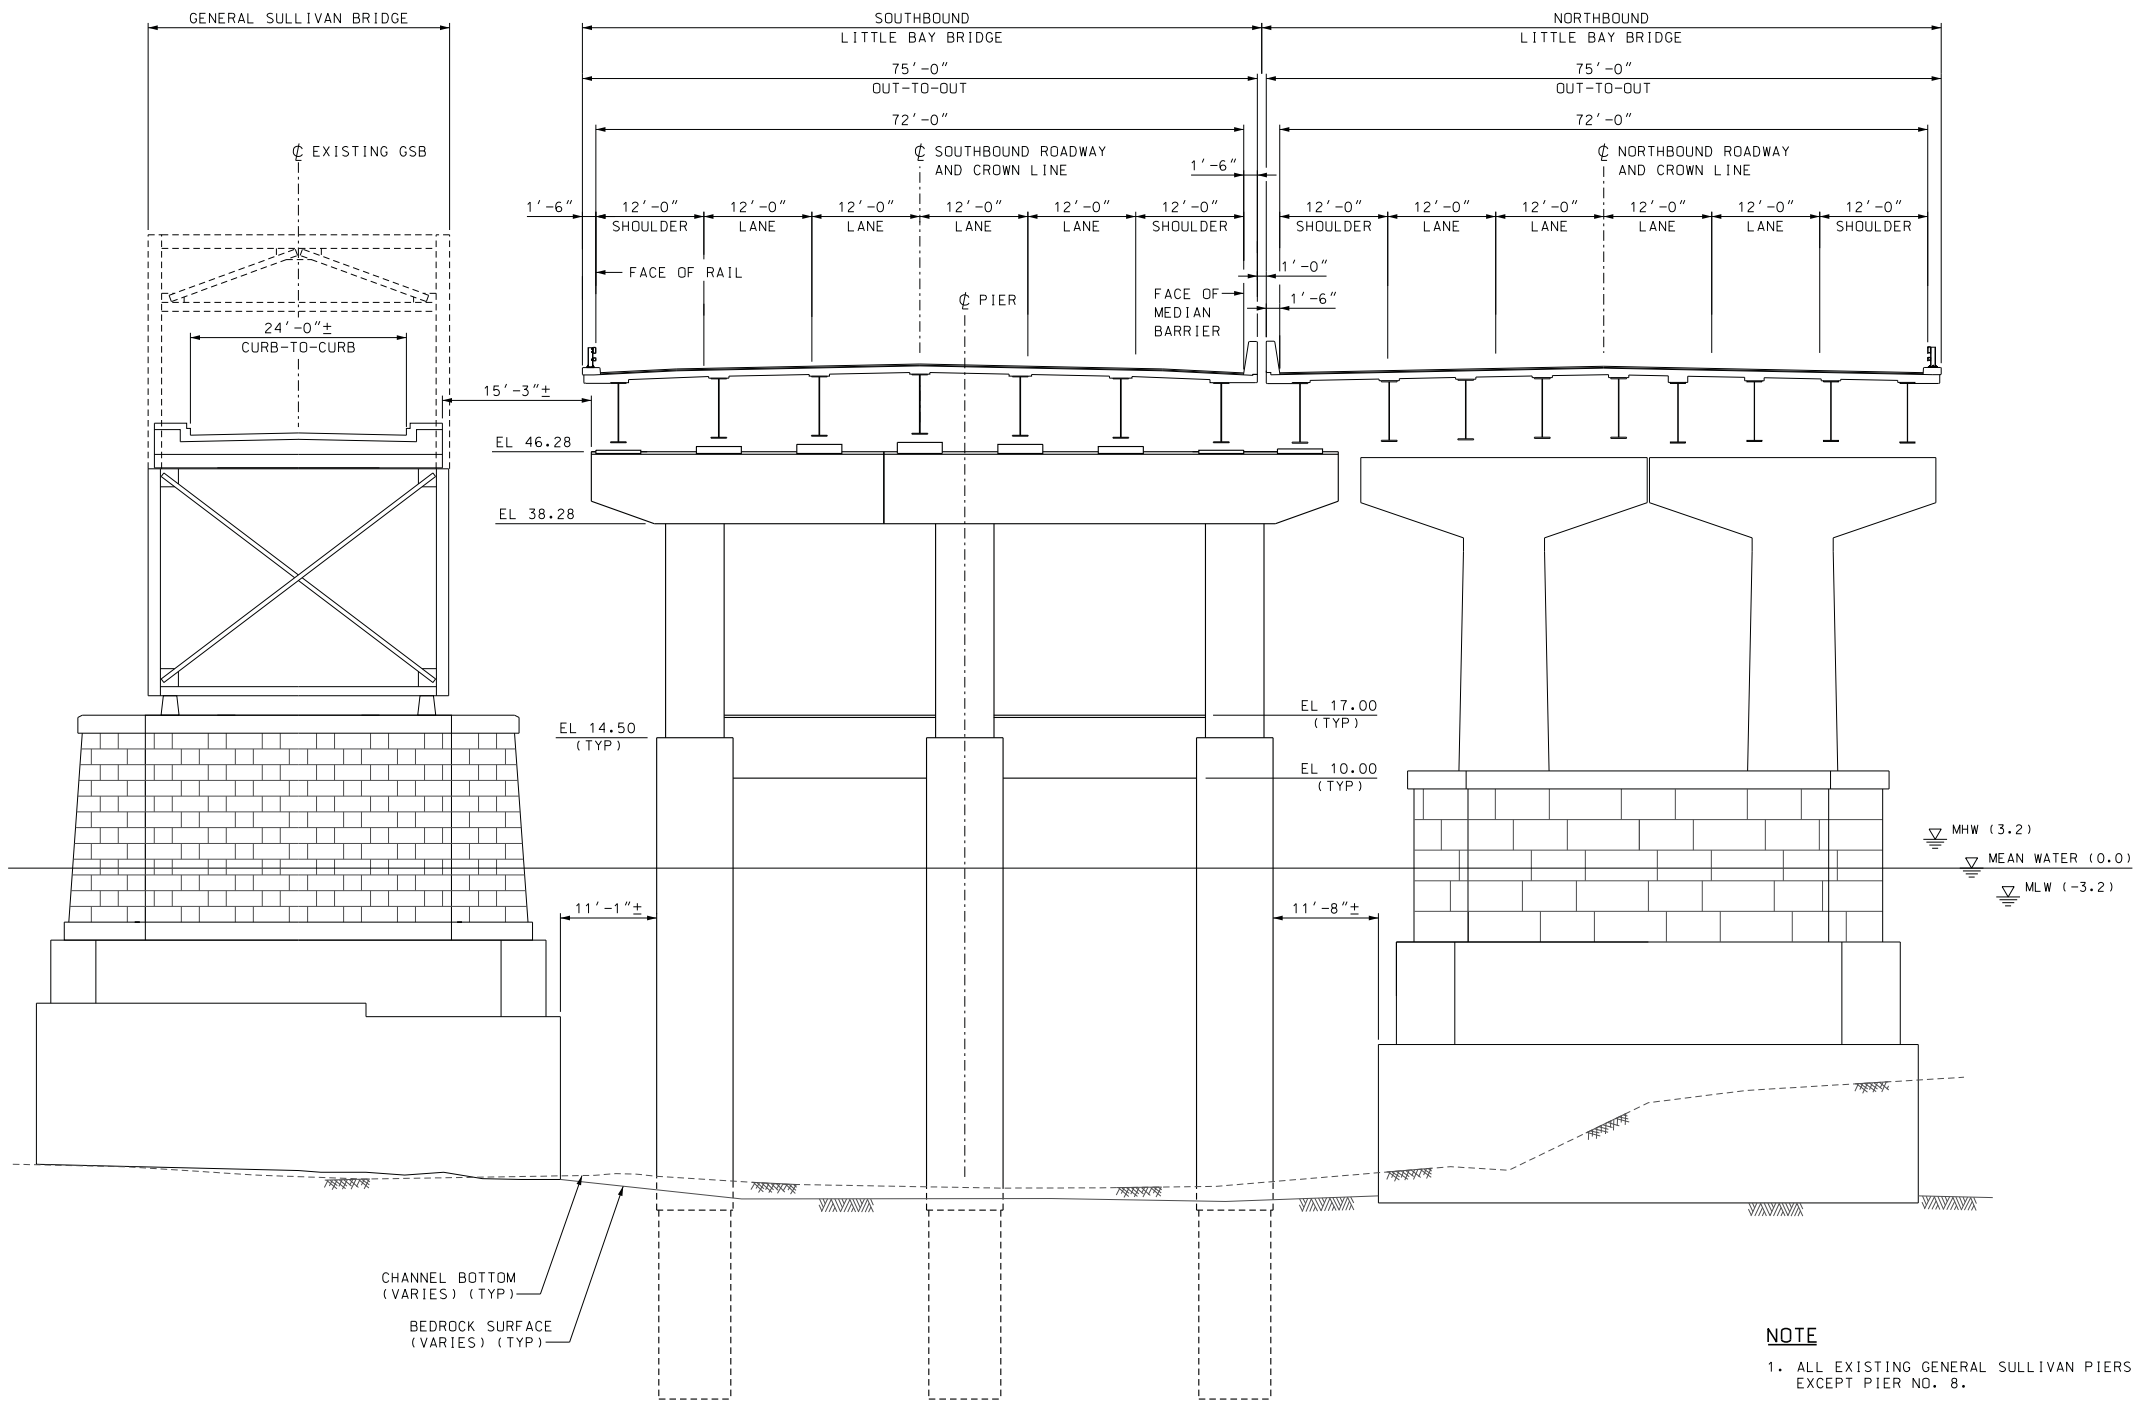 GENERAL SULLIVAN BRIDGE
SOUTHBOUND
LITTLE BAY BRIDGE
NORTHBOUND
LITTLE BAY BRIDGE
75'-0"
OUT-TO-OUT
75'-0"
OUT-TO-OUT
72'-0"
72'-0"
℄ EXISTING GSB
℄ SOUTHBOUND ROADWAY
AND CROWN LINE
1'-6"
℄ NORTHBOUND ROADWAY
AND CROWN LINE
1'-6"
12'-0"
SHOULDER
12'-0"
LANE
12'-0"
LANE
12'-0"
LANE
12'-0"
LANE
12'-0"
SHOULDER
12'-0"
SHOULDER
12'-0"
LANE
12'-0"
LANE
12'-0"
LANE
12'-0"
LANE
12'-0"
SHOULDER
FACE OF RAIL
1'-0"
℄ PIER
FACE OF
MEDIAN
BARRIER
1'-6"
24'-0"±
CURB-TO-CURB
15'-3"±
EL 46.28
EL 38.28
EL 17.00
(TYP)
EL 14.50
(TYP)
EL 10.00
(TYP)
MHW (3.2)
MEAN WATER (0.0)
MLW (-3.2)
11'-1"±
11'-8"±
CHANNEL BOTTOM
(VARIES) (TYP)
BEDROCK SURFACE
(VARIES) (TYP)
NOTE
1. ALL EXISTING GENERAL SULLIVAN PIERS
EXCEPT PIER NO. 8.